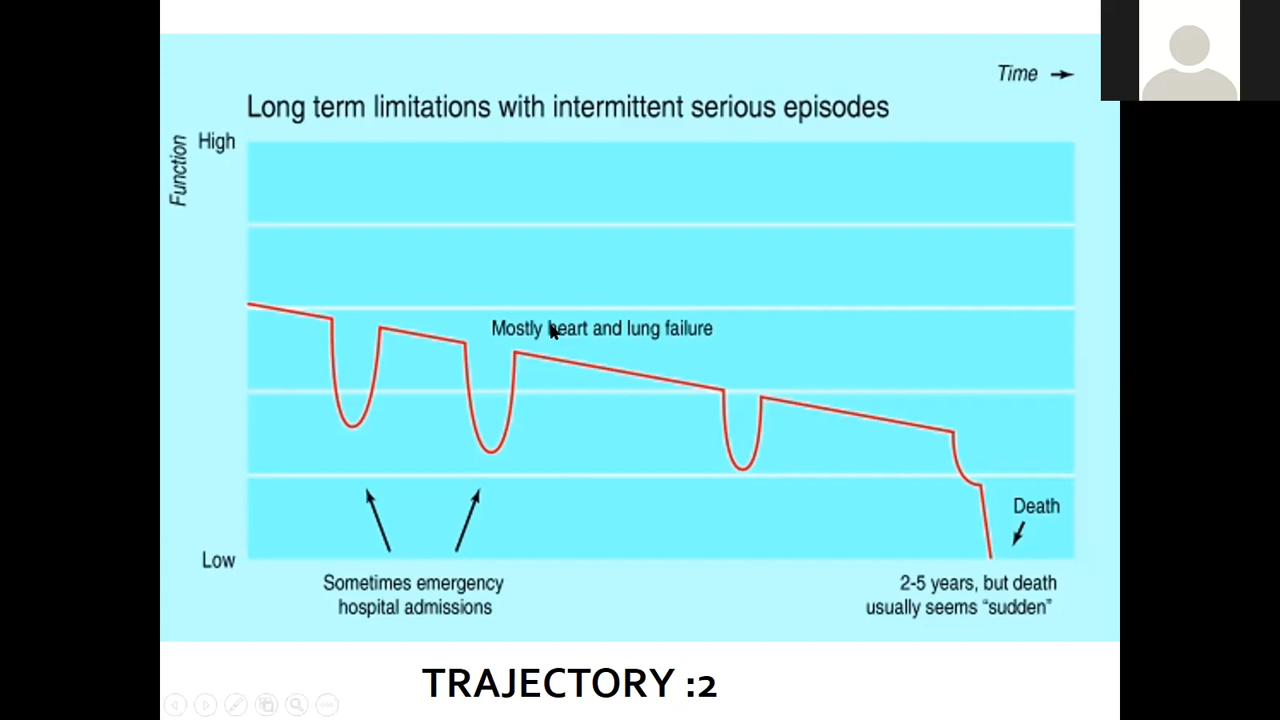 Time
Long term limitations with intermittent serious episodes
Function
High
Mostly heart and lung failure
Death
Low
Sometimes emergency
hospital admissions
2-5 years, but death
usually seems “sudden”
TRAJECTORY :2